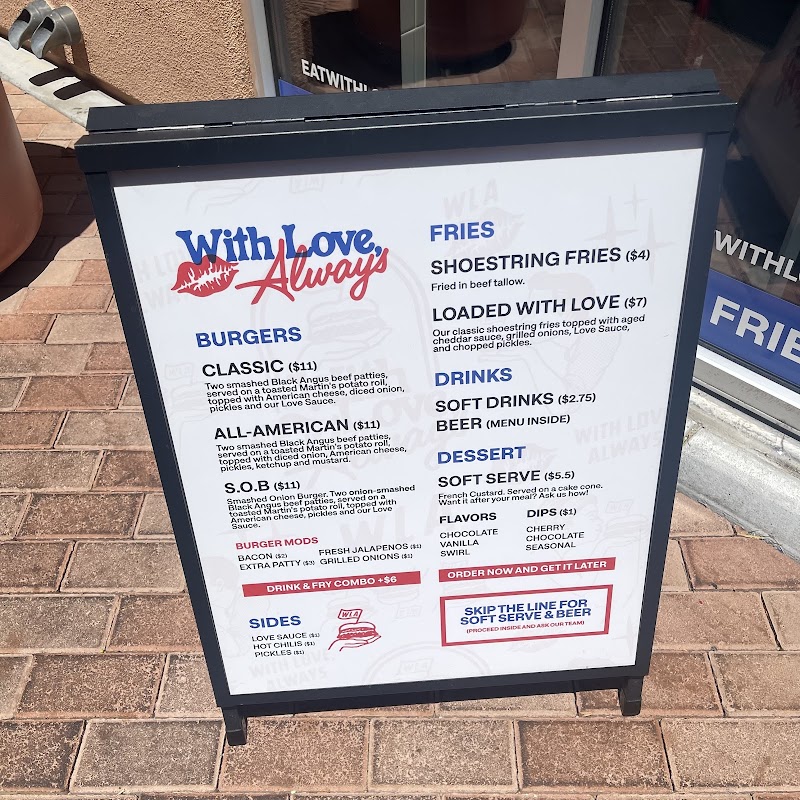 EATWITHL
With Love,
Always
BURGERS
CLASSIC ($11)
Two smashed Black Angus beef patties,
served on a toasted Martin's potato roll,
topped with American cheese, diced onion,
pickles and our Love Sauce.
ALL-AMERICAN ($11)
Two smashed Black Angus beef patties,
served on a toasted Martin's potato roll,
topped with diced onion, American cheese,
pickles, ketchup and mustard.
S.O.B ($11)
Smashed Onion Burger. Two onion-smashed
Black Angus beef patties, served on a
toasted Martin's potato roll, topped with
American cheese, pickles and our Love
Sauce.
BURGER MODS
BACON ($2)
EXTRA PATTY ($3)
FRESH JALAPENOS ($1)
GRILLED ONIONS ($1)
DRINK & FRY COMBO +$6
SIDES
LOVE SAUCE ($1)
HOT CHILIS ($1)
PICKLES ($1)
WLA
FRIES
SHOESTRING FRIES ($4)
Fried in beef tallow.
LOADED WITH LOVE ($7)
Our classic shoestring fries topped with aged
cheddar sauce, grilled onions, Love Sauce,
and chopped pickles.
DRINKS
SOFT DRINKS ($2.75)
BEER (MENU INSIDE)
DESSERT
SOFT SERVE ($5.5)
French Custard. Served on a cake cone.
Want it after your meal? Ask us how!
FLAVORS
CHOCOLATE
VANILLA
SWIRL
DIPS ($1)
CHERRY
CHOCOLATE
SEASONAL
ORDER NOW AND GET IT LATER
SKIP THE LINE FOR
SOFT SERVE & BEER
(PROCEED INSIDE AND ASK OUR TEAM)
WLA
WITH LOVE
ALWAYS
WITH LOVE
ALWAYS
WITHL
FRIE